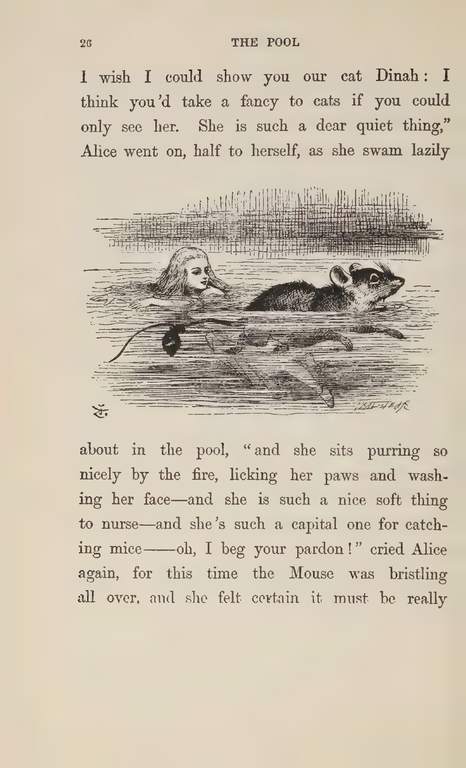 26
THE POOL
I wish I could show you our cat Dinah: I
think you'd take a fancy to cats if you could
only see her. She is such a dear quiet thing,"
Alice went on, half to herself, as she swam lazily
about in the pool, "and she sits purring so
nicely by the fire, licking her paws and wash-
ing her face—and she is such a nice soft thing
to nurse—and she's such a capital one for catch-
ing mice——oh, I beg your pardon!" cried Alice
again, for this time the Mouse was bristling
all over, and she felt certain it must be really